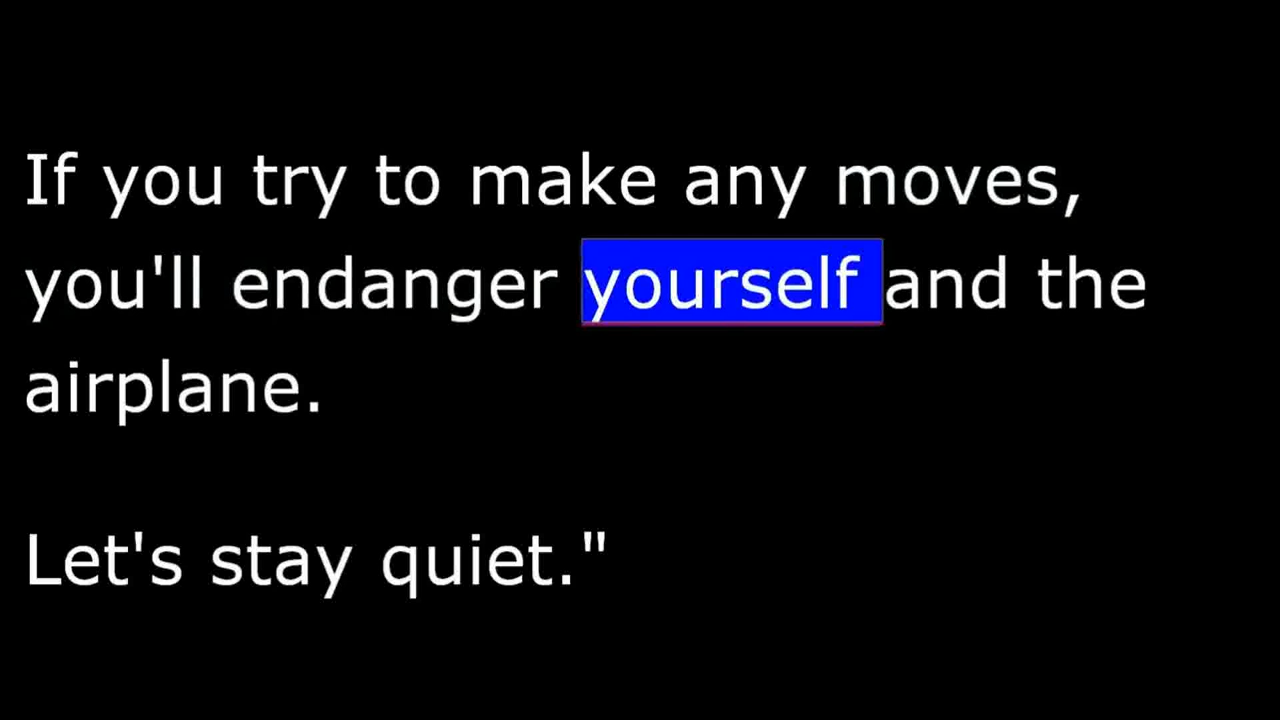 If you try to make any moves,
you'll endanger yourself and the
airplane.
Let's stay quiet."